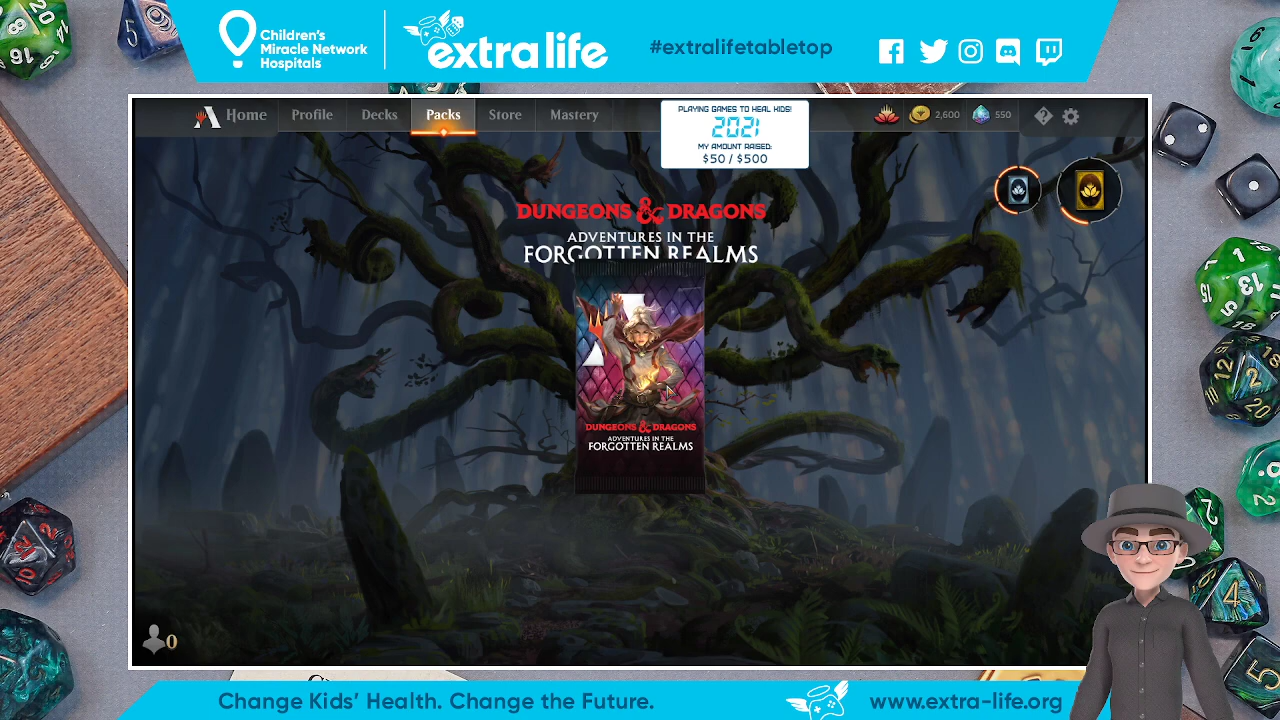 Children's
Miracle Network
Hospitals
extra life
#extralifetabletop
Home Profile Decks Packs Store Mastery
PLAYING GAMES TO HEAL KIDS!
2021
MY AMOUNT RAISED:
$50 / $500
2,600
550
DUNGEONS & DRAGONS
ADVENTURES IN THE
FORGOTTEN REALMS
DUNGEONS & DRAGONS
ADVENTURES IN THE
FORGOTTEN REALMS
0
Change Kids' Health. Change the Future.
www.extra-life.org